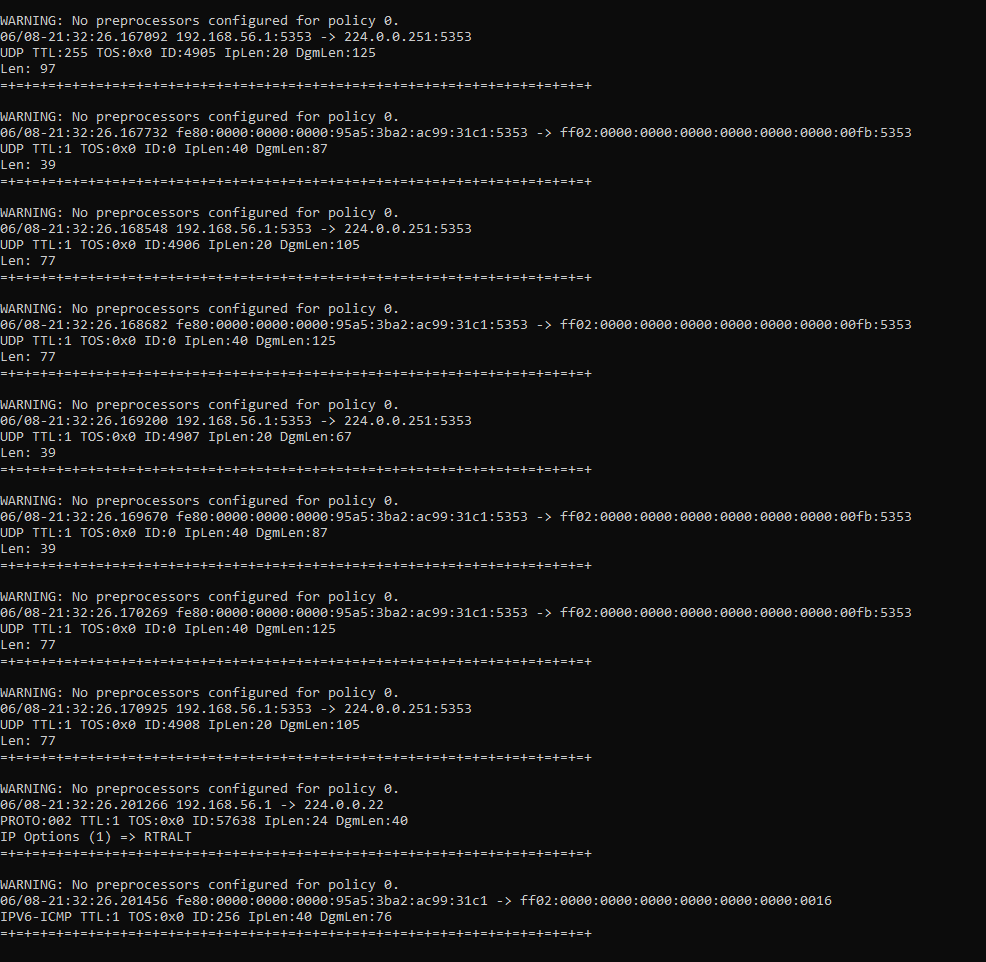 WARNING: No preprocessors configured for policy 0.
06/08-21:32:26.167092 192.168.56.1:5353 -> 224.0.0.251:5353
UDP TTL:255 TOS:0x0 ID:4905 IpLen:20 DgmLen:125
Len: 97
=+=+=+=+=+=+=+=+=+=+=+=+=+=+=+=+=+=+=+=+=+=+=+=+=+=+=+=+=+=+=+=+=+=+=+=+=+
WARNING: No preprocessors configured for policy 0.
06/08-21:32:26.167732 fe80:0000:0000:0000:95a5:3ba2:ac99:31c1:5353 -> ff02:0000:0000:0000:0000:0000:0000:00fb:5353
UDP TTL:1 TOS:0x0 ID:0 IpLen:40 DgmLen:87
Len: 39
=+=+=+=+=+=+=+=+=+=+=+=+=+=+=+=+=+=+=+=+=+=+=+=+=+=+=+=+=+=+=+=+=+=+=+=+=+
WARNING: No preprocessors configured for policy 0.
06/08-21:32:26.168548 192.168.56.1:5353 -> 224.0.0.251:5353
UDP TTL:1 TOS:0x0 ID:4906 IpLen:20 DgmLen:105
Len: 77
=+=+=+=+=+=+=+=+=+=+=+=+=+=+=+=+=+=+=+=+=+=+=+=+=+=+=+=+=+=+=+=+=+=+=+=+=+
WARNING: No preprocessors configured for policy 0.
06/08-21:32:26.168682 fe80:0000:0000:0000:95a5:3ba2:ac99:31c1:5353 -> ff02:0000:0000:0000:0000:0000:0000:00fb:5353
UDP TTL:1 TOS:0x0 ID:0 IpLen:40 DgmLen:125
Len: 77
=+=+=+=+=+=+=+=+=+=+=+=+=+=+=+=+=+=+=+=+=+=+=+=+=+=+=+=+=+=+=+=+=+=+=+=+=+
WARNING: No preprocessors configured for policy 0.
06/08-21:32:26.169200 192.168.56.1:5353 -> 224.0.0.251:5353
UDP TTL:1 TOS:0x0 ID:4907 IpLen:20 DgmLen:67
Len: 39
=+=+=+=+=+=+=+=+=+=+=+=+=+=+=+=+=+=+=+=+=+=+=+=+=+=+=+=+=+=+=+=+=+=+=+=+=+
WARNING: No preprocessors configured for policy 0.
06/08-21:32:26.169670 fe80:0000:0000:0000:95a5:3ba2:ac99:31c1:5353 -> ff02:0000:0000:0000:0000:0000:0000:00fb:5353
UDP TTL:1 TOS:0x0 ID:0 IpLen:40 DgmLen:87
Len: 39
=+=+=+=+=+=+=+=+=+=+=+=+=+=+=+=+=+=+=+=+=+=+=+=+=+=+=+=+=+=+=+=+=+=+=+=+=+
WARNING: No preprocessors configured for policy 0.
06/08-21:32:26.170269 fe80:0000:0000:0000:95a5:3ba2:ac99:31c1:5353 -> ff02:0000:0000:0000:0000:0000:0000:00fb:5353
UDP TTL:1 TOS:0x0 ID:0 IpLen:40 DgmLen:125
Len: 77
=+=+=+=+=+=+=+=+=+=+=+=+=+=+=+=+=+=+=+=+=+=+=+=+=+=+=+=+=+=+=+=+=+=+=+=+=+
WARNING: No preprocessors configured for policy 0.
06/08-21:32:26.170925 192.168.56.1:5353 -> 224.0.0.251:5353
UDP TTL:1 TOS:0x0 ID:4908 IpLen:20 DgmLen:105
Len: 77
=+=+=+=+=+=+=+=+=+=+=+=+=+=+=+=+=+=+=+=+=+=+=+=+=+=+=+=+=+=+=+=+=+=+=+=+=+
WARNING: No preprocessors configured for policy 0.
06/08-21:32:26.201266 192.168.56.1 -> 224.0.0.22
PROTO:002 TTL:1 TOS:0x0 ID:57638 IpLen:24 DgmLen:40
IP Options (1) => RTRALT
=+=+=+=+=+=+=+=+=+=+=+=+=+=+=+=+=+=+=+=+=+=+=+=+=+=+=+=+=+=+=+=+=+=+=+=+=+
WARNING: No preprocessors configured for policy 0.
06/08-21:32:26.201456 fe80:0000:0000:0000:95a5:3ba2:ac99:31c1 -> ff02:0000:0000:0000:0000:0000:0000:0016
IPV6-ICMP TTL:1 TOS:0x0 ID:256 IpLen:40 DgmLen:76
=+=+=+=+=+=+=+=+=+=+=+=+=+=+=+=+=+=+=+=+=+=+=+=+=+=+=+=+=+=+=+=+=+=+=+=+=+